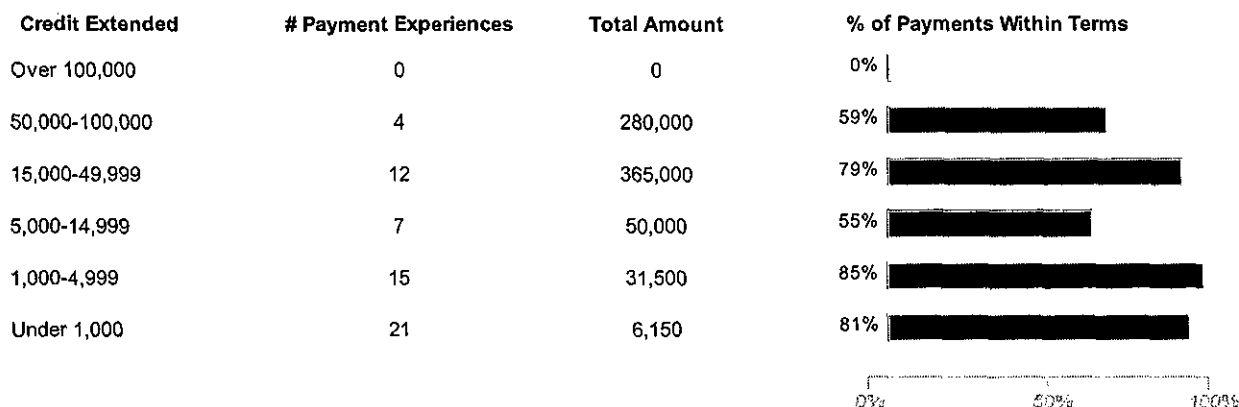 Credit Extended # Payment Experiences Total Amount % of Payments Within Terms
Over 100,000 0 0 0%
50,000-100,000 4 280,000 59%
15,000-49,999 12 365,000 79%
5,000-14,999 7 50,000 55%
1,000-4,999 15 31,500 85%
Under 1,000 21 6,150 81%
0% 50% 100%